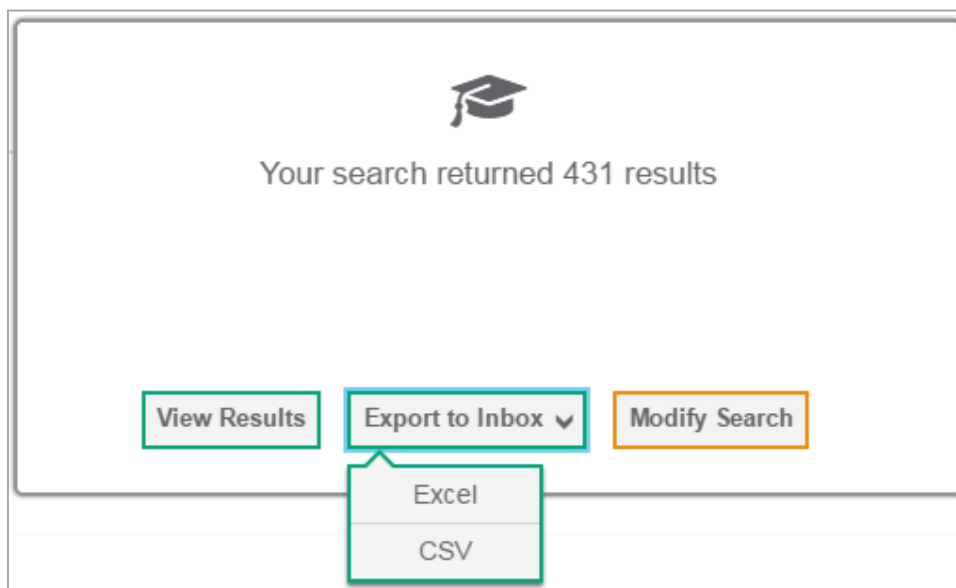 Your search returned 431 results
View Results Export to Inbox Modify Search
Excel
CSV